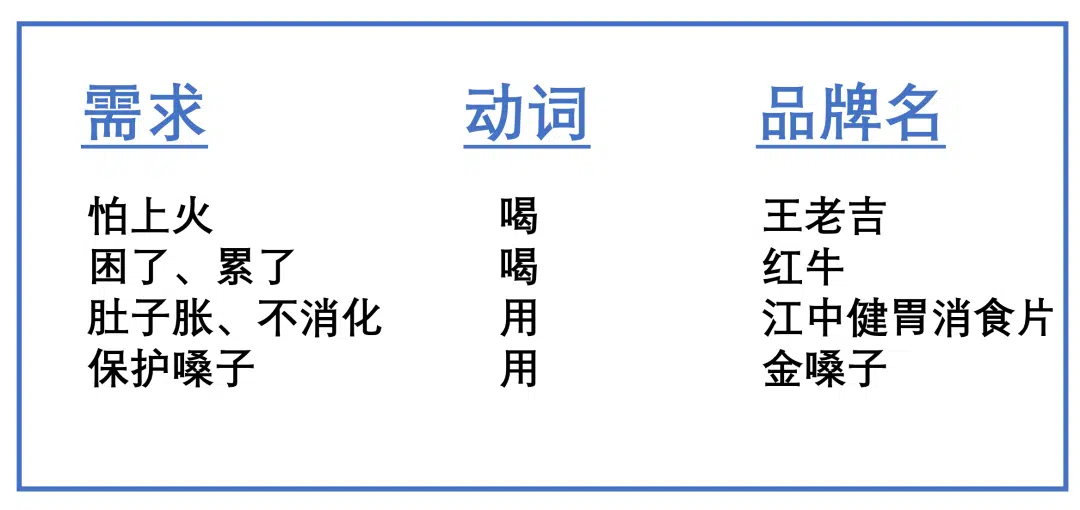 需求 动词 品牌名
怕上火 喝 王老吉
困了、累了 喝 红牛
肚子胀、不消化 用 江中健胃消食片
保护嗓子 用 金嗓子